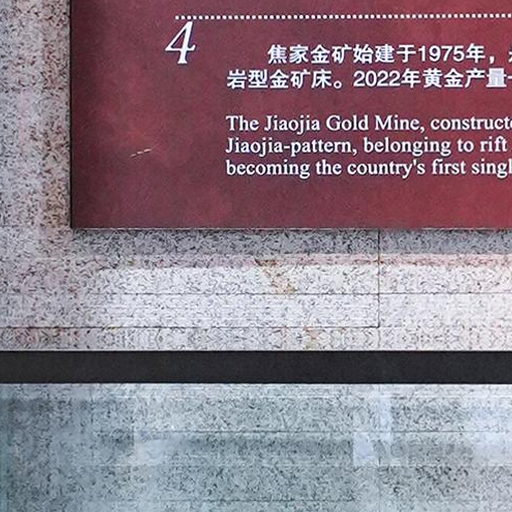 4
焦家金矿始建于1975年，
岩型金矿床。2022年黄金产量
The Jiaojia Gold Mine,
Jiaojia-pattern, belonging to rift
becoming the country's first